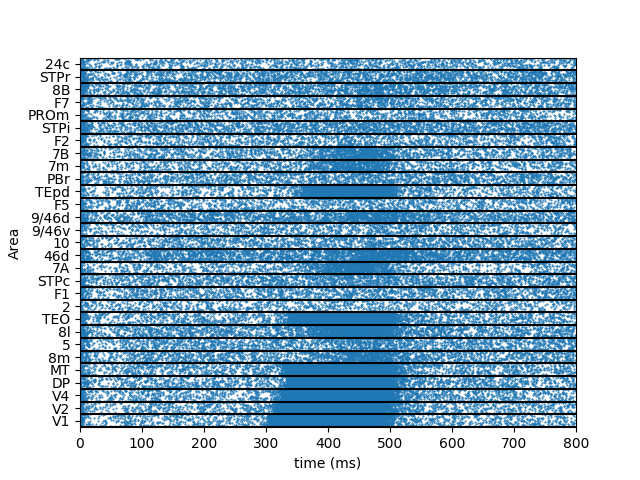 24c
STPr
8B
F7
PROm
STPi
F2
7B
7m
PBr
TEpd
F5
9/46d
9/46v
10
46d
7A
STPc
F1
2
TEO
8l
5
8m
MT
DP
V4
V2
V1
Area
0 100 200 300 400 500 600 700 800
time (ms)